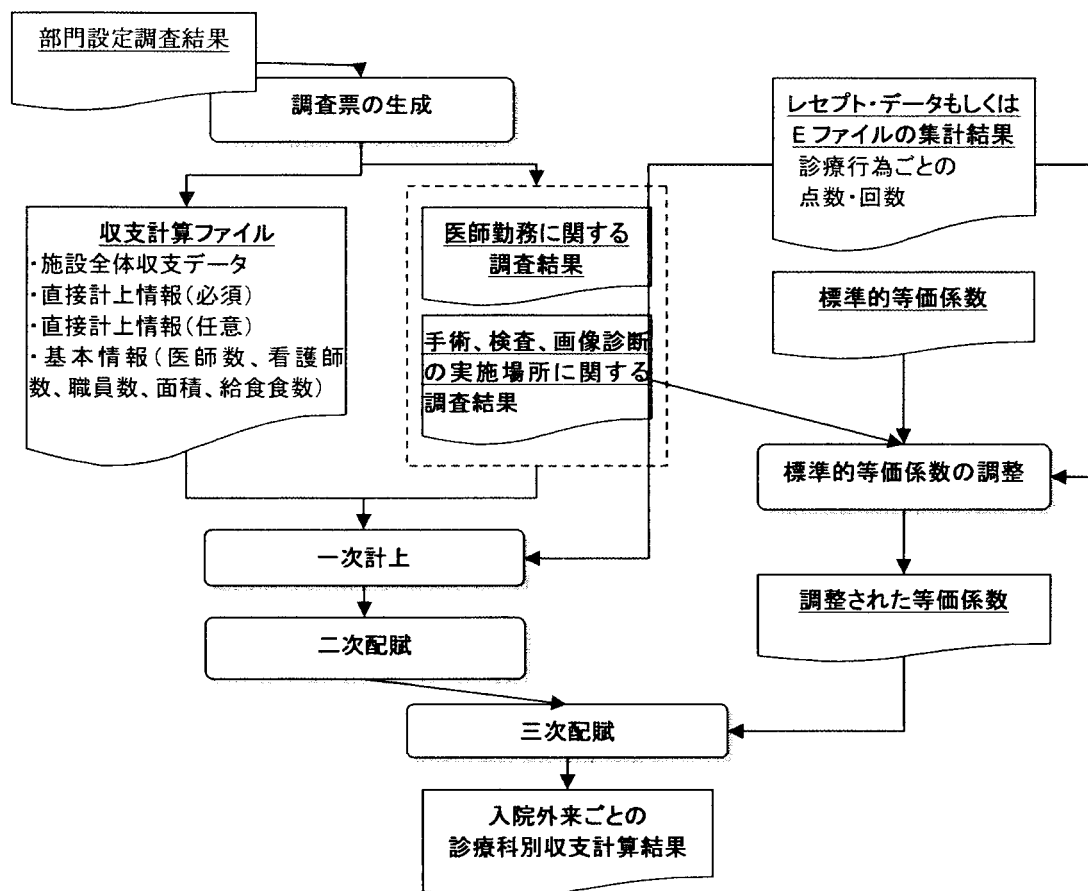 部門設定調査結果
調査票の生成
レセプト・データもしくは
Eファイルの集計結果
診療行為ごとの
点数・回数
収支計算ファイル
・施設全体収支データ
・直接計上情報(必須)
・直接計上情報(任意)
・基本情報(医師数、看護師
数、職員数、面積、給食食数)
医師勤務に関する
調査結果
手術、検査、画像診断
の実施場所に関する
調査結果
標準的等価係数
標準的等価係数の調整
一次計上
調整された等価係数
二次配賦
三次配賦
入院外来ごとの
診療科別収支計算結果